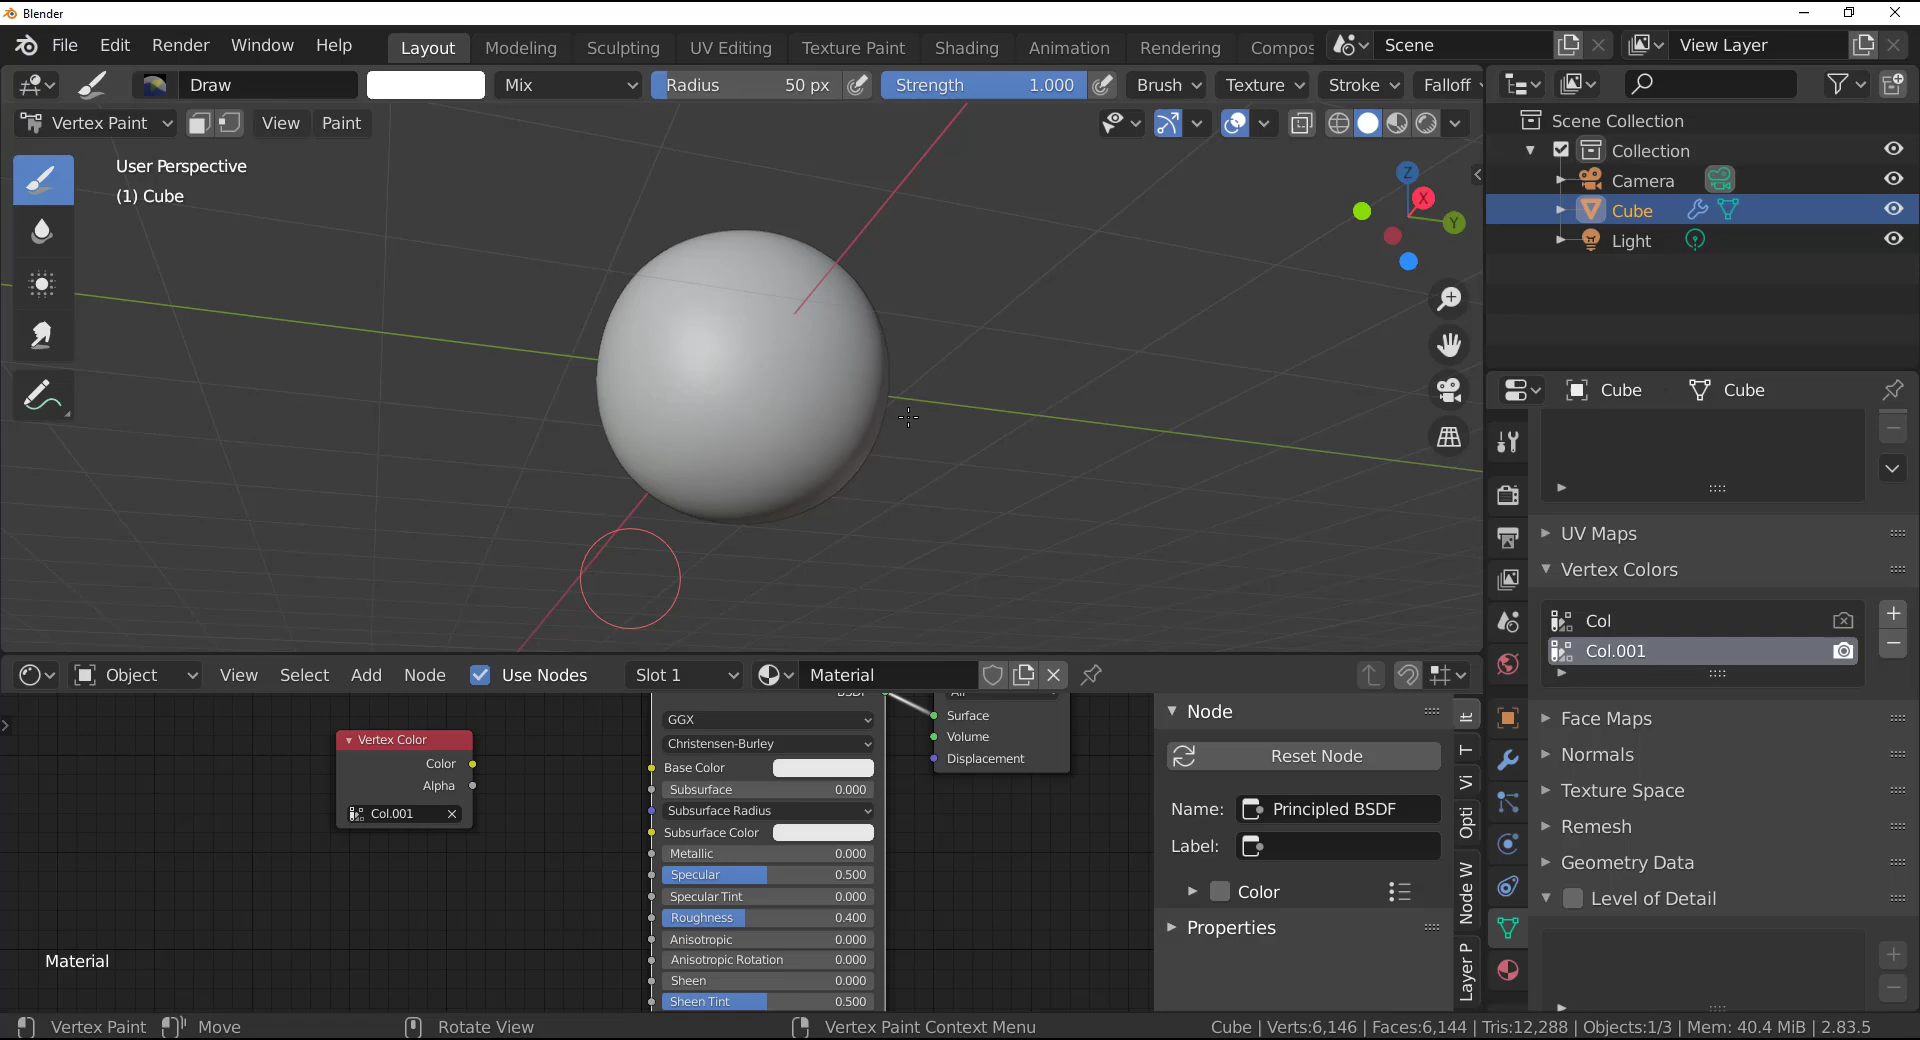 Blender
File Edit Render Window Help Layout Modeling Sculpting UV Editing Texture Paint Shading Animation Rendering Compos Scene View Layer
Draw Mix Radius 50 px Strength 1.000 Brush Texture Stroke Falloff
Vertex Paint View Paint
User Perspective
(1) Cube
Z
X
Y
Scene Collection
Collection
Camera
Cube
Light
Cube Cube
UV Maps
Vertex Colors
Col
Col.001
Face Maps
Normals
Texture Space
Remesh
Geometry Data
Level of Detail
Object View Select Add Node Use Nodes Slot 1 Material
Vertex Color
Color
Alpha
Col.001
GGX
Christensen-Burley
Base Color
Subsurface 0.000
Subsurface Radius
Subsurface Color
Metallic 0.000
Specular 0.500
Specular Tint 0.000
Roughness 0.400
Anisotropic 0.000
Anisotropic Rotation 0.000
Sheen 0.000
Sheen Tint 0.500
Surface
Volume
Displacement
Node
Reset Node
Name: Principled BSDF
Label:
Color
Properties
It
T
Vi
Opti
Node W
Layer P
Material
Vertex Paint Move Rotate View Vertex Paint Context Menu Cube | Verts:6,146 | Faces:6,144 | Tris:12,288 | Objects:1/3 | Mem: 40.4 MiB | 2.83.5